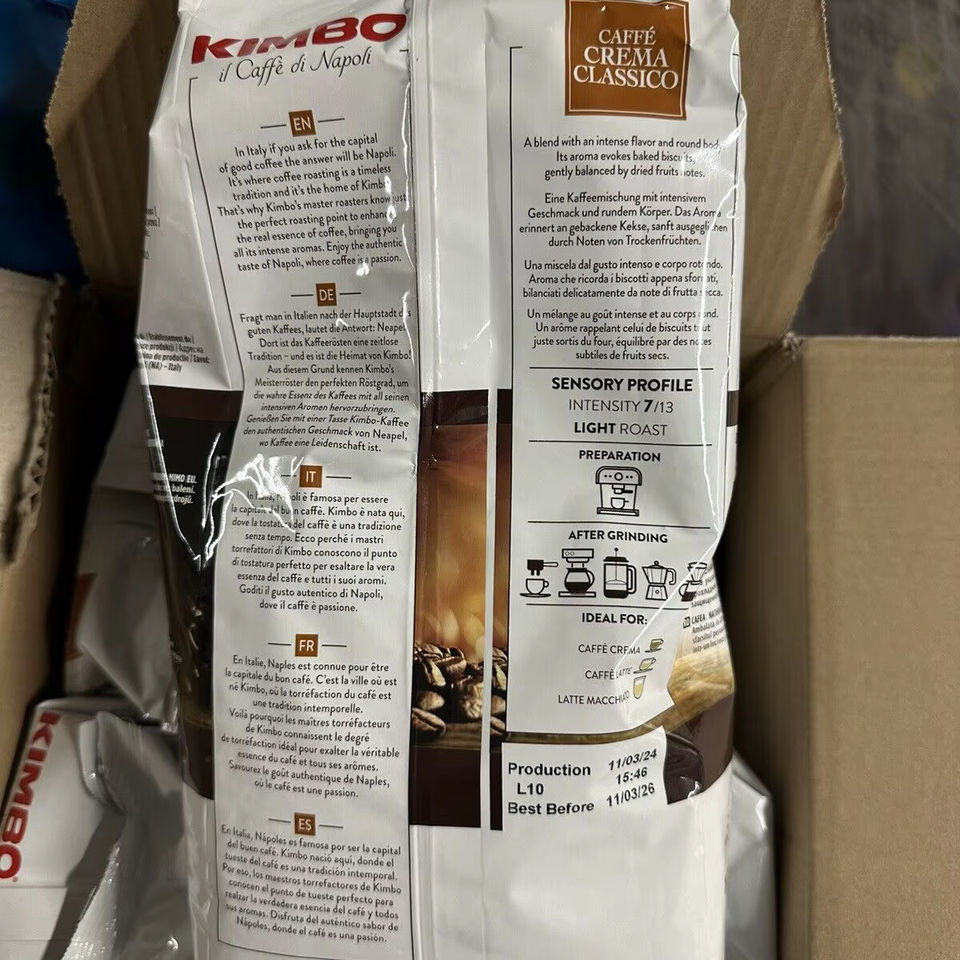 KIMBO
il Caffè di Napoli
EN
In Italy if you ask for the capital
of good coffee the answer will be Napoli.
It's where coffee roasting is a timeless
tradition and it's the home of Kimbo.
That's why Kimbo's master roasters know just
the perfect roasting point to enhance
the real essence of coffee, bringing you
all its intense aromas. Enjoy the authentic
taste of Napoli, where coffee is a passion.
DE
Fragt man in Italien nach der Hauptstadt des
guten Kaffees, lautet die Antwort: Neapel
Dort ist das Kaffeerösten eine zeitlose
Tradition – und es ist die Heimat von Kimbo!
Aus diesem Grund kennen Kimbo's
Meisterröster den perfekten Röstgrad, um
die wahre Essenz des Kaffees mit all seinen
intensiven Aromen hervorzubringen.
Genießen Sie mit einer Tasse Kimbo-Kaffee
den authentischen Geschmack von Neapel,
wo Kaffee eine Leidenschaft ist.
IT
In Italia, Napoli è famosa per essere
la capitale del buon caffè. Kimbo è nata qui,
dove la tostatura del caffè è una tradizione
senza tempo. Ecco perché i mastri
torrefattori di Kimbo conoscono il punto
di tostatura perfetto per esaltare la vera
essenza del caffè e tutti i suoi aromi.
Goditi il gusto autentico di Napoli,
dove il caffè è passione.
FR
En Italie, Naples est connue pour être
la capitale du bon café. C'est la ville où est
né Kimbo, où la torréfaction du café est
une tradition intemporelle.
Voilà pourquoi les maîtres torréfacteurs
de Kimbo connaissent le degré
de torréfaction idéal pour exalter la véritable
essence du café et tous ses arômes.
Savourez le goût authentique de Naples,
où le café est une passion.
ES
En Italia, Nápoles es famosa por ser la capital
del buen café. Kimbo nació aquí, donde el
tueste del café es una tradición intemporal.
Por eso, los maestros torrefactores de Kimbo
conocen el punto de tueste perfecto para
realzar la verdadera esencia del café y todos
sus aromas. Disfruta del auténtico sabor de
Nápoles, donde el café es una pasión.
CAFFÉ
CREMA
CLASSICO
A blend with an intense flavor and round body.
Its aroma evokes baked biscuits,
gently balanced by dried fruits notes.
Eine Kaffeemischung mit intensivem
Geschmack und rundem Körper. Das Aroma
erinnert an gebackene Kekse, sanft ausgeglichen
durch Noten von Trockenfrüchten.
Una miscela dal gusto intenso e corpo rotondo.
Aroma che ricorda i biscotti appena sfornati,
bilanciati delicatamente da note di frutta secca.
Un mélange au goût intense et au corps rond.
Un arôme rappelant celui de biscuits tout
juste sortis du four, équilibré par des notes
subtiles de fruits secs.
SENSORY PROFILE
INTENSITY 7/13
LIGHT ROAST
PREPARATION
AFTER GRINDING
IDEAL FOR:
CAFFÈ CREMA
CAFFÈ LATTE
LATTE MACCHIATO
Production 11/03/24
L10 15:46
Best Before 11/03/26
(NA) - Italy
KIMBO